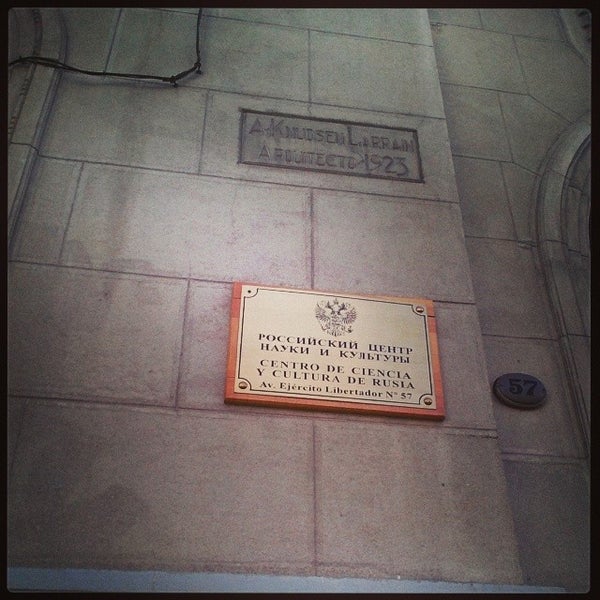 A. KNUDSEN LARRAIN
ARQUITECTO 1923
РОССИЙСКИЙ ЦЕНТР
НАУКИ И КУЛЬТУРЫ
CENTRO DE CIENCIA
Y CULTURA DE RUSIA
Av. Ejército Libertador N° 57
57